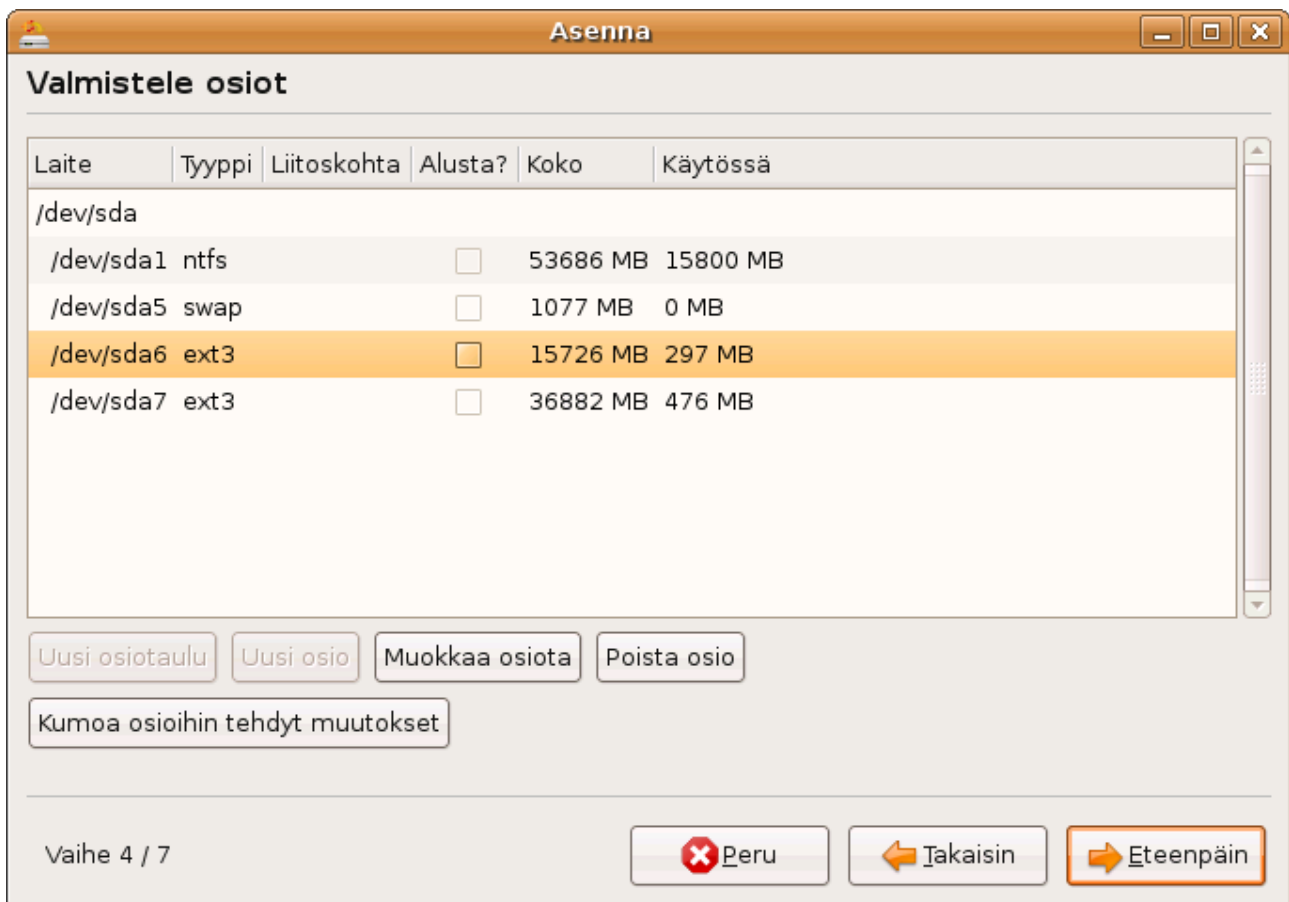 Asenna
Valmistele osiot
Laite Tyyppi Liitoskohta Alusta? Koko Käytössä
/dev/sda
/dev/sda1 ntfs 53686 MB 15800 MB
/dev/sda5 swap 1077 MB 0 MB
/dev/sda6 ext3 15726 MB 297 MB
/dev/sda7 ext3 36882 MB 476 MB
Uusi osiotaulu Uusi osio Muokkaa osiota Poista osio
Kumoa osioihin tehdyt muutokset
Vaihe 4 / 7 Peru Takaisin Eteenpäin